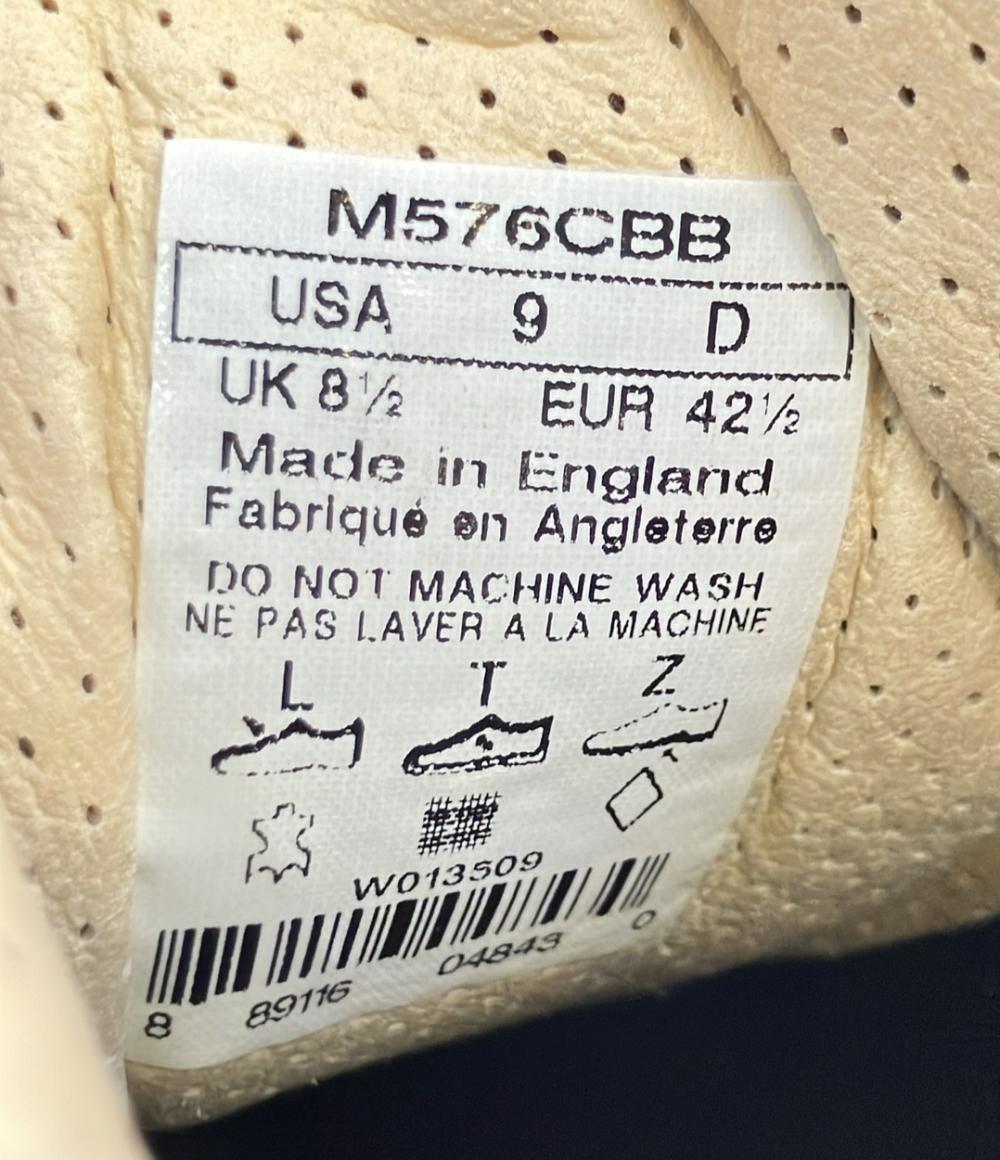 M576CBB
USA 9 D
UK 8½ EUR 42½
Made in England
Fabriqué en Angleterre
DO NOT MACHINE WASH
NE PAS LAVER A LA MACHINE
L T Z
W013509
8 89116 04843 0